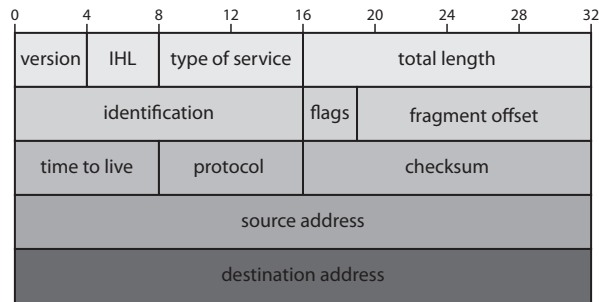 0 4 8 12 16 20 24 28 32
version IHL type of service total length
identification flags fragment offset
time to live protocol checksum
source address
destination address